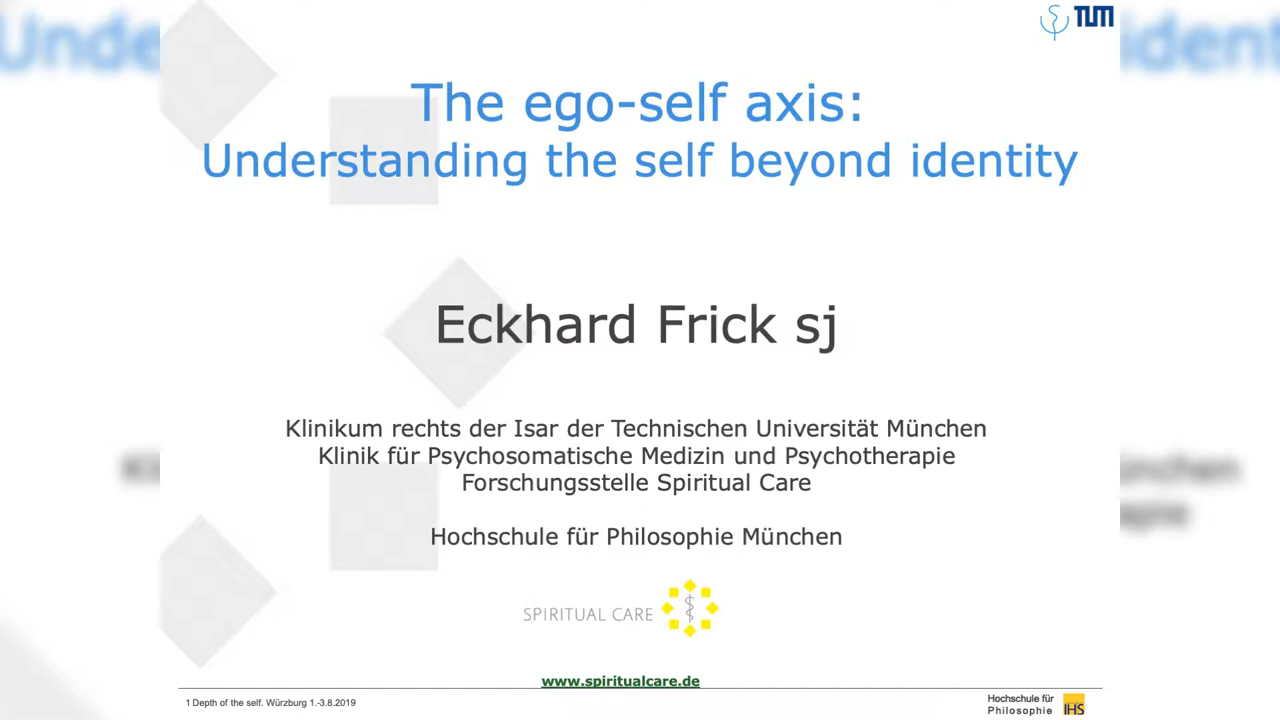 TUM
The ego-self axis:
Understanding the self beyond identity
Eckhard Frick sj
Klinikum rechts der Isar der Technischen Universität München
Klinik für Psychosomatische Medizin und Psychotherapie
Forschungsstelle Spiritual Care
Hochschule für Philosophie München
SPIRITUAL CARE
www.spiritualcare.de
1 Depth of the self. Würzburg 1.-3.8.2019
Hochschule für
Philosophie
IHS